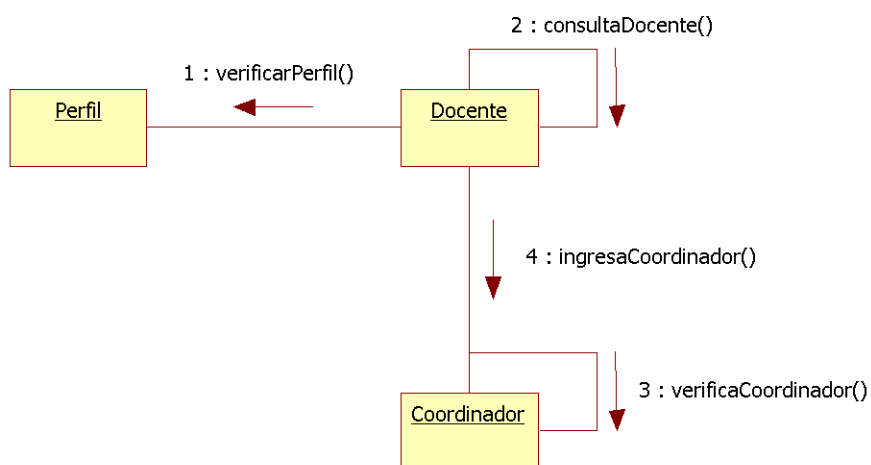 2 : consultaDocente()
1 : verificarPerfil()
Perfil
Docente
4 : ingresaCoordinador()
3 : verificaCoordinador()
Coordinador